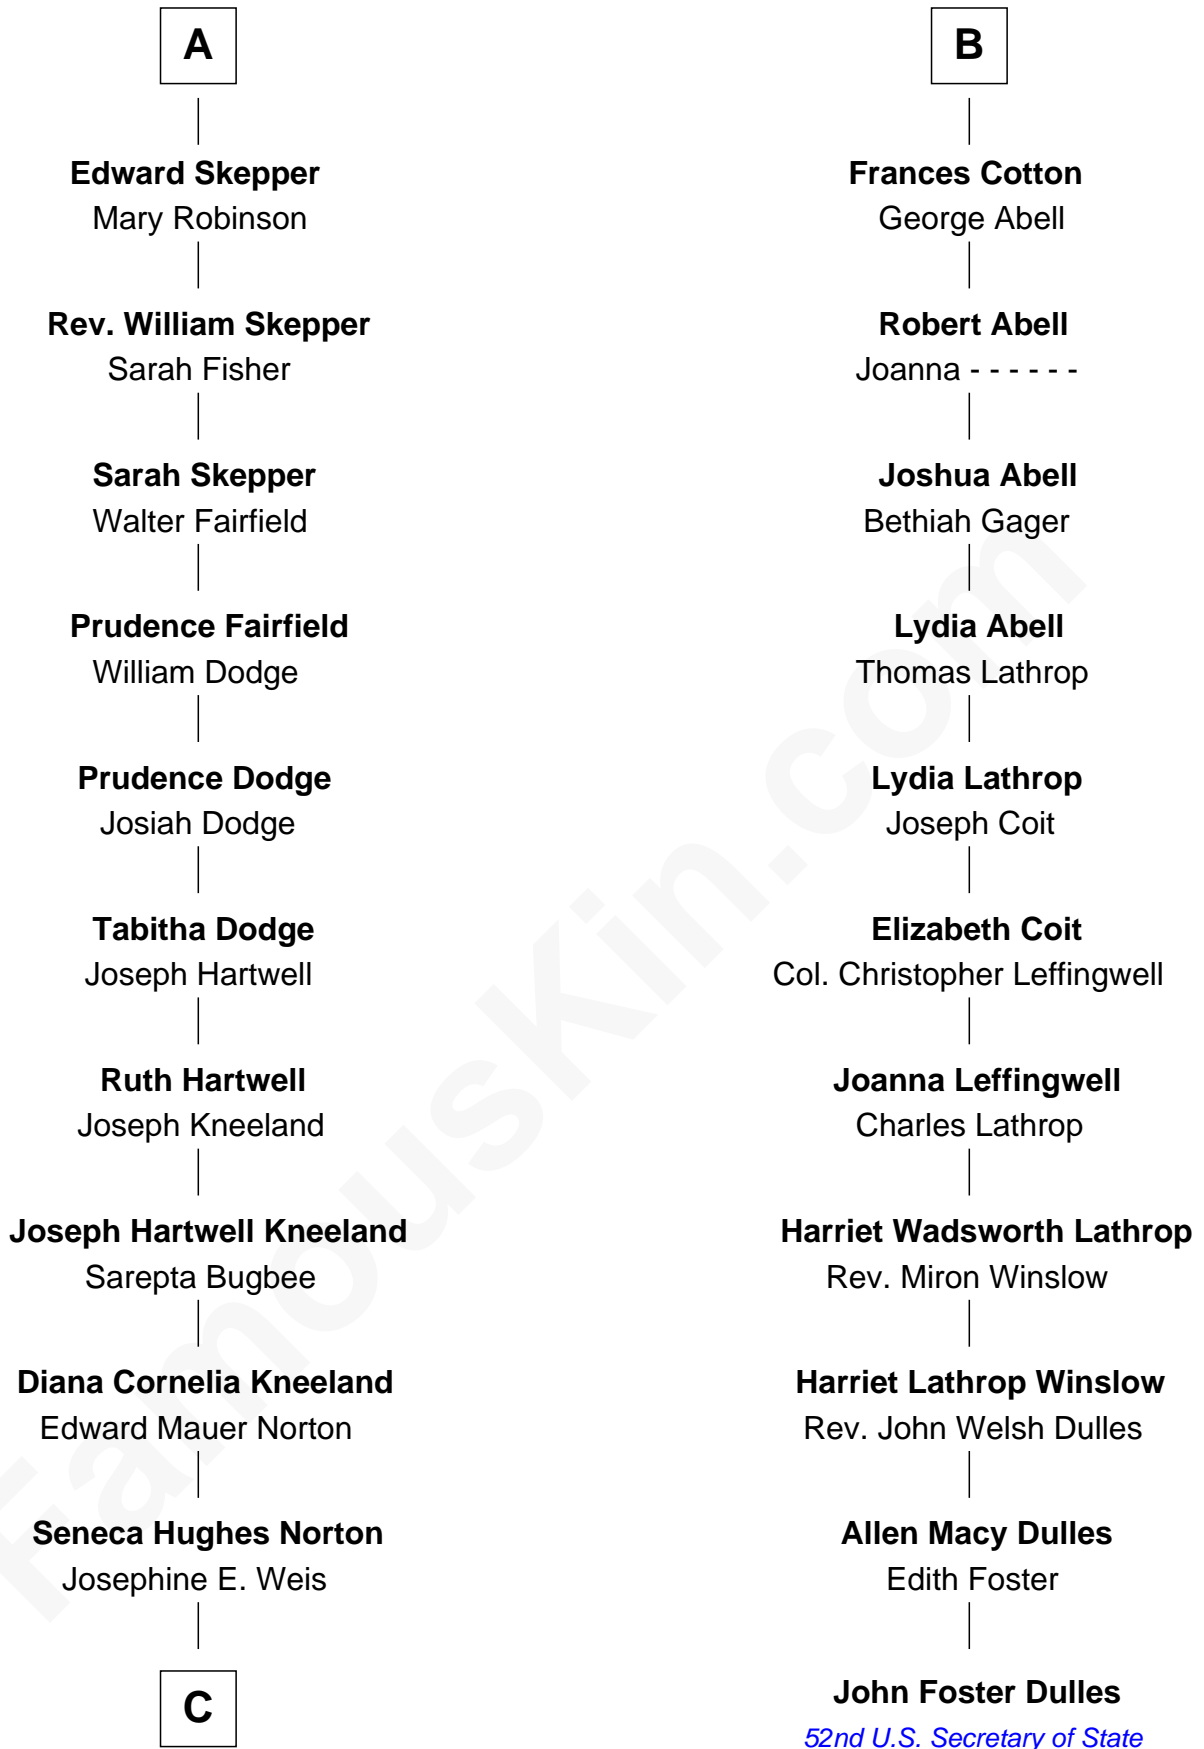 A
Edward Skepper
Mary Robinson
Rev. William Skepper
Sarah Fisher
Sarah Skepper
Walter Fairfield
Prudence Fairfield
William Dodge
Prudence Dodge
Josiah Dodge
Tabitha Dodge
Joseph Hartwell
Ruth Hartwell
Joseph Kneeland
Joseph Hartwell Kneeland
Sarepta Bugbee
Diana Cornelia Kneeland
Edward Mauer Norton
Seneca Hughes Norton
Josephine E. Weis
C
B
Frances Cotton
George Abell
Robert Abell
Joanna - - - - - -
Joshua Abell
Bethiah Gager
Lydia Abell
Thomas Lathrop
Lydia Lathrop
Joseph Coit
Elizabeth Coit
Col. Christopher Leffingwell
Joanna Leffingwell
Charles Lathrop
Harriet Wadsworth Lathrop
Rev. Miron Winslow
Harriet Lathrop Winslow
Rev. John Welsh Dulles
Allen Macy Dulles
Edith Foster
John Foster Dulles
52nd U.S. Secretary of State
FamousKin.com